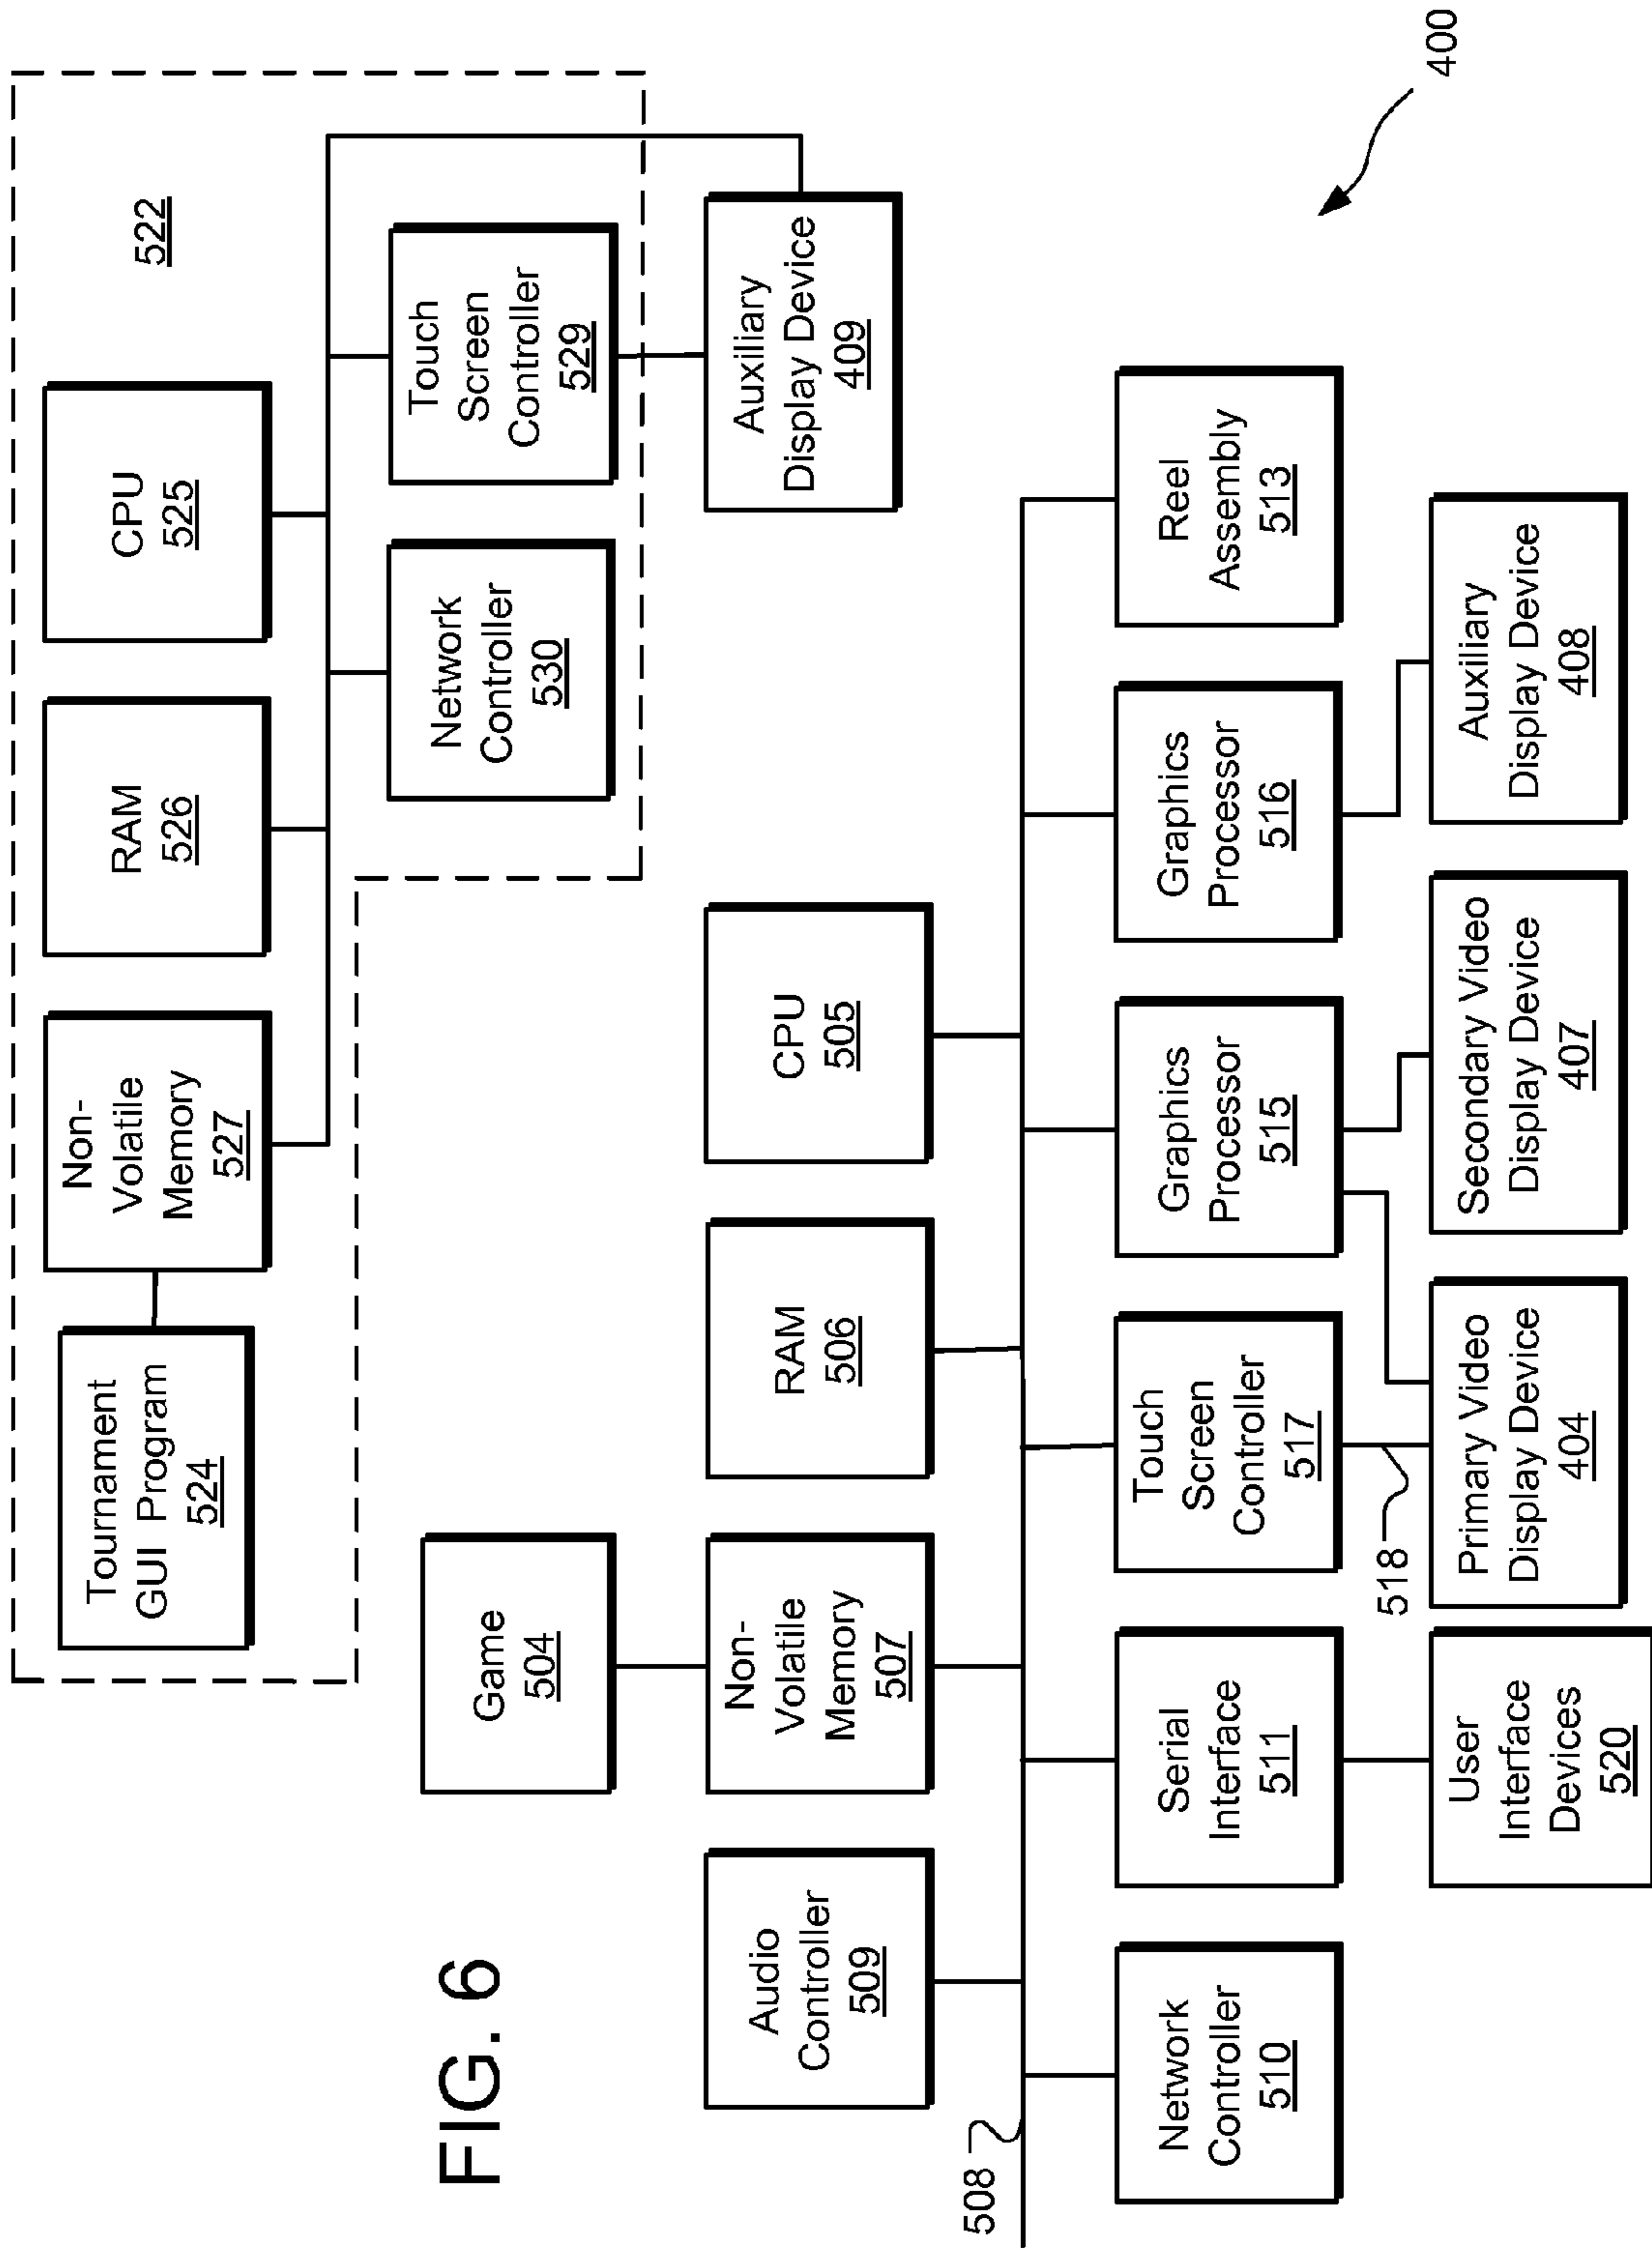 FIG. 6
Tournament
GUI Program
524
Non-
Volatile
Memory
527
RAM
526
CPU
525
522
Network
Controller
530
Touch
Screen
Controller
529
Auxiliary
Display Device
409
Game
504
Audio
Controller
509
Non-
Volatile
Memory
507
RAM
506
CPU
505
508
Network
Controller
510
Serial
Interface
511
Touch
Screen
Controller
517
Graphics
Processor
515
Graphics
Processor
516
Reel
Assembly
513
518
User
Interface
Devices
520
Primary Video
Display Device
404
Secondary Video
Display Device
407
Auxiliary
Display Device
408
400